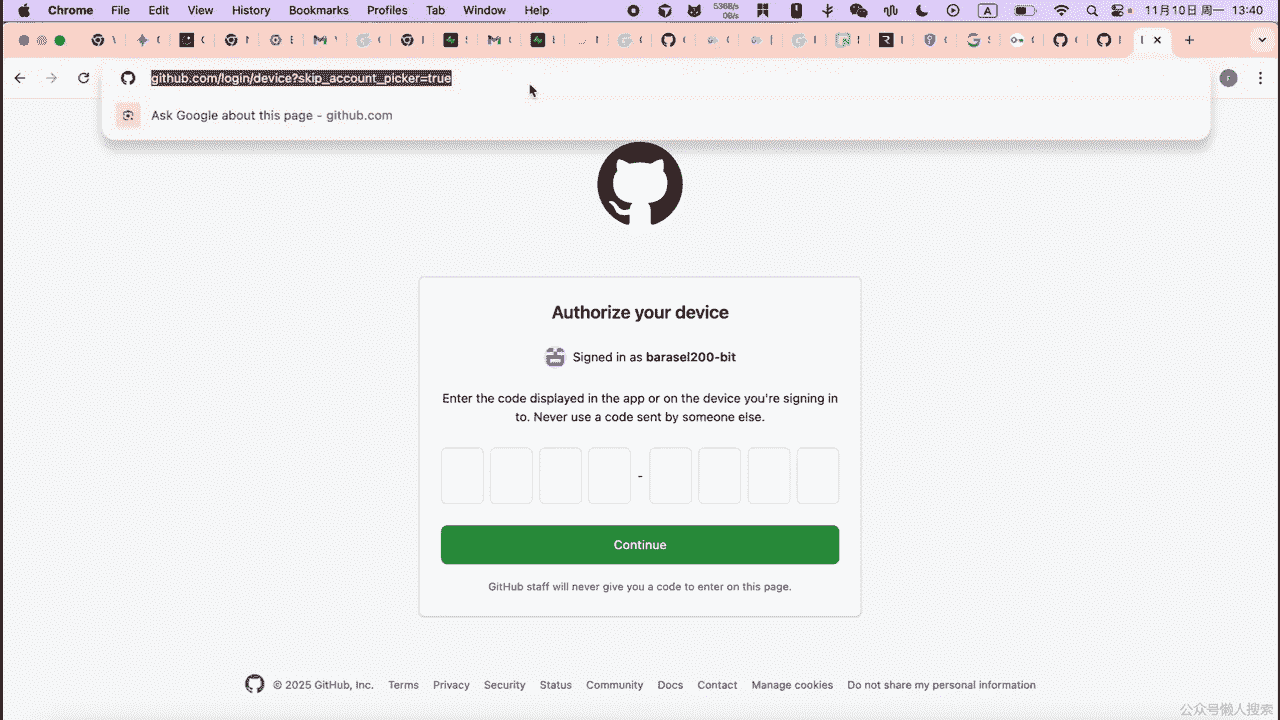 Chrome File Edit View History Bookmarks Profiles Tab Window Help 536B/s 0B/s A 11月10日 周一 13:40
github.com/login/device?skip_account_picker=true
Ask Google about this page - github.com
Authorize your device
Signed in as barasel200-bit
Enter the code displayed in the app or on the device you're signing in
to. Never use a code sent by someone else.
-
Continue
GitHub staff will never give you a code to enter on this page.
© 2025 GitHub, Inc. Terms Privacy Security Status Community Docs Contact Manage cookies Do not share my personal information
公众号懒人搜索